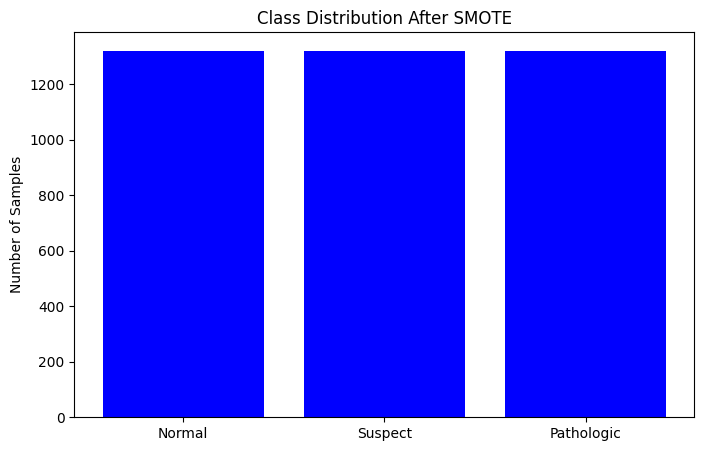 Class Distribution After SMOTE
Number of Samples
1200
1000
800
600
400
200
0
Normal Suspect Pathologic